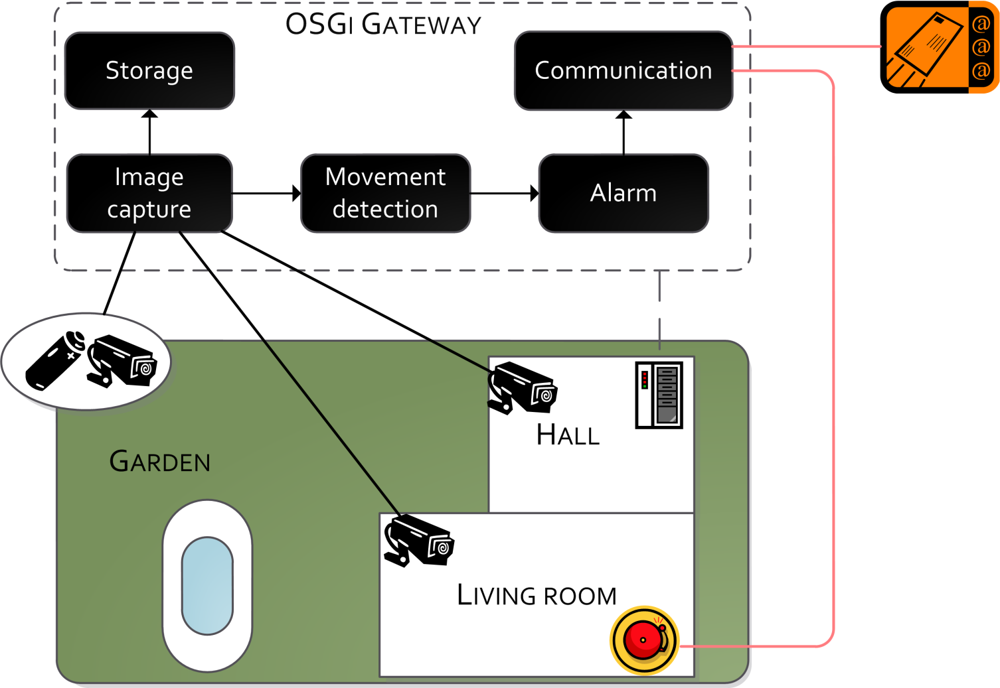 OSGi Gateway
Storage
Communication
Image
capture
Movement
detection
Alarm
@
@
@
Hall
Garden
Living room